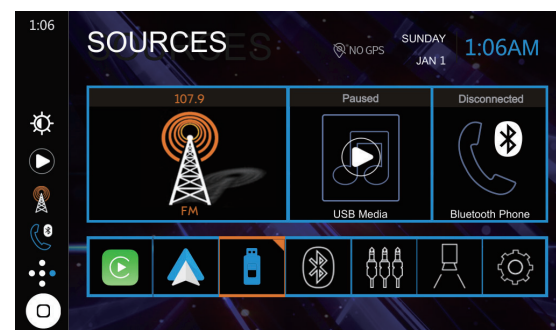 1:06
SOURCES
NO GPS
SUNDAY
JAN 1
1:06AM
107.9
FM
Paused
USB Media
Disconnected
Bluetooth Phone